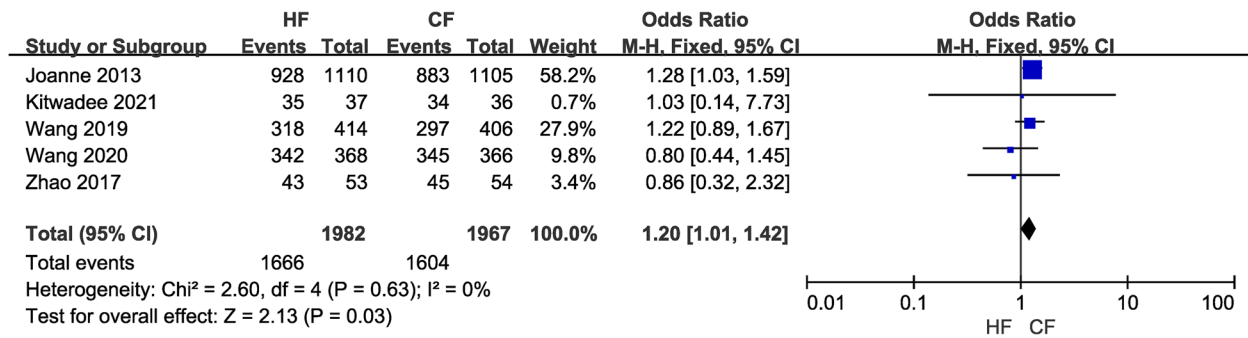 HF CF Odds Ratio Odds Ratio
Study or Subgroup Events Total Events Total Weight M-H, Fixed, 95% CI M-H, Fixed, 95% CI
Joanne 2013 928 1110 883 1105 58.2% 1.28 [1.03, 1.59]
Kitwadee 2021 35 37 34 36 0.7% 1.03 [0.14, 7.73]
Wang 2019 318 414 297 406 27.9% 1.22 [0.89, 1.67]
Wang 2020 342 368 345 366 9.8% 0.80 [0.44, 1.45]
Zhao 2017 43 53 45 54 3.4% 0.86 [0.32, 2.32]
Total (95% CI) 1982 1967 100.0% 1.20 [1.01, 1.42]
Total events 1666 1604
Heterogeneity: Chi² = 2.60, df = 4 (P = 0.63); I² = 0%
Test for overall effect: Z = 2.13 (P = 0.03)
0.01 0.1 1 10 100
HF CF